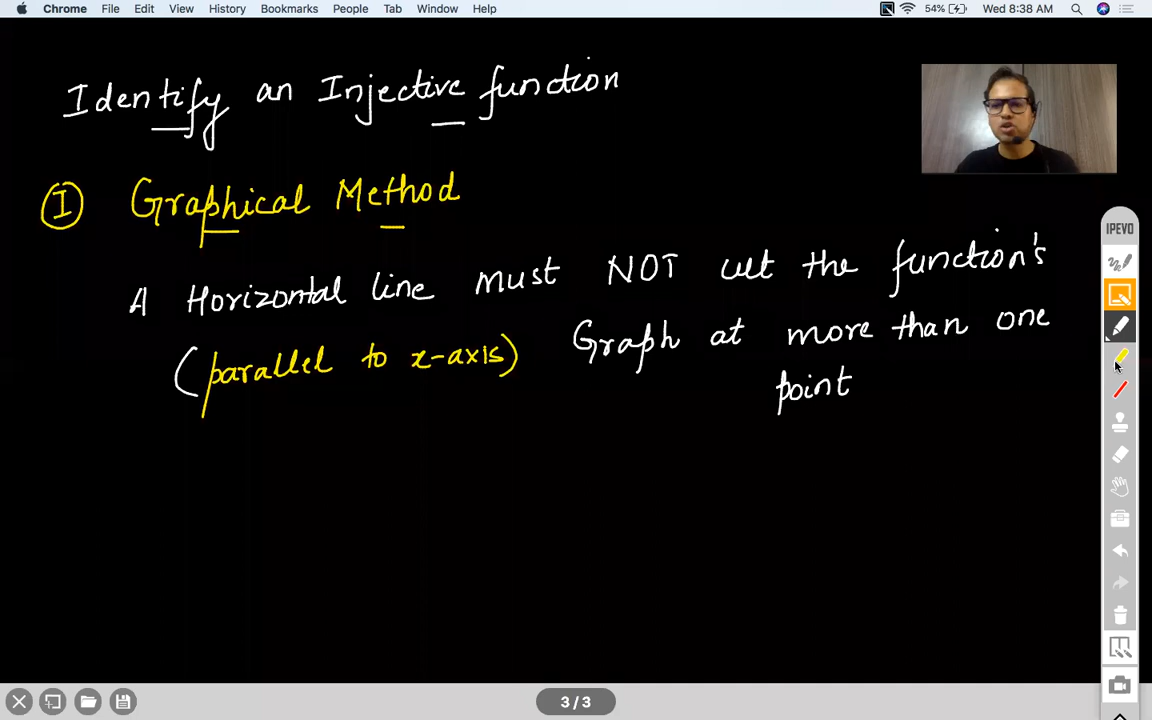 Chrome File Edit View History Bookmarks People Tab Window Help 54% Wed 8:38 AM
Identify an Injective function
I Graphical Method
IPEVO
A Horizontal line must NOT cut the function's
(parallel to x-axis) Graph at more than one
point
3 / 3